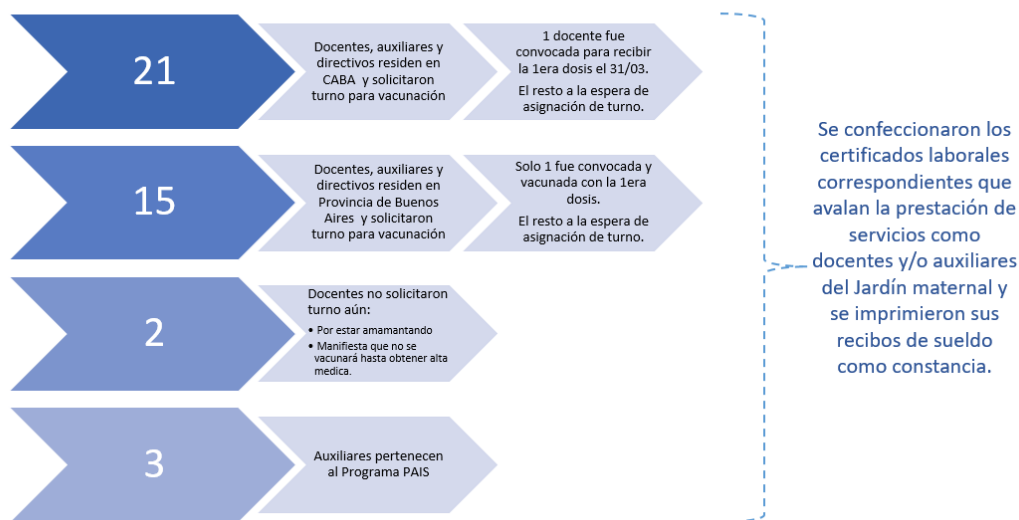 21
Docentes, auxiliares y
directivos residen en
CABA y solicitaron
turno para vacunación
1 docente fue
convocada para recibir
la 1era dosis el 31/03.
El resto a la espera de
asignación de turno.
15
Docentes, auxiliares y
directivos residen en
Provincia de Buenos
Aires y solicitaron
turno para vacunación
Solo 1 fue convocada y
vacunada con la 1era
dosis.
El resto a la espera de
asignación de turno.
2
Docentes no solicitaron
turno aún:
• Por estar amamantando
• Manifiesta que no se
vacunará hasta obtener alta
medica.
3
Auxiliares pertenecen
al Programa PAIS
Se confeccionaron los
certificados laborales
correspondientes que
avalan la prestación de
servicios como
docentes y/o auxiliares
del Jardín maternal y
se imprimieron sus
recibos de sueldo
como constancia.